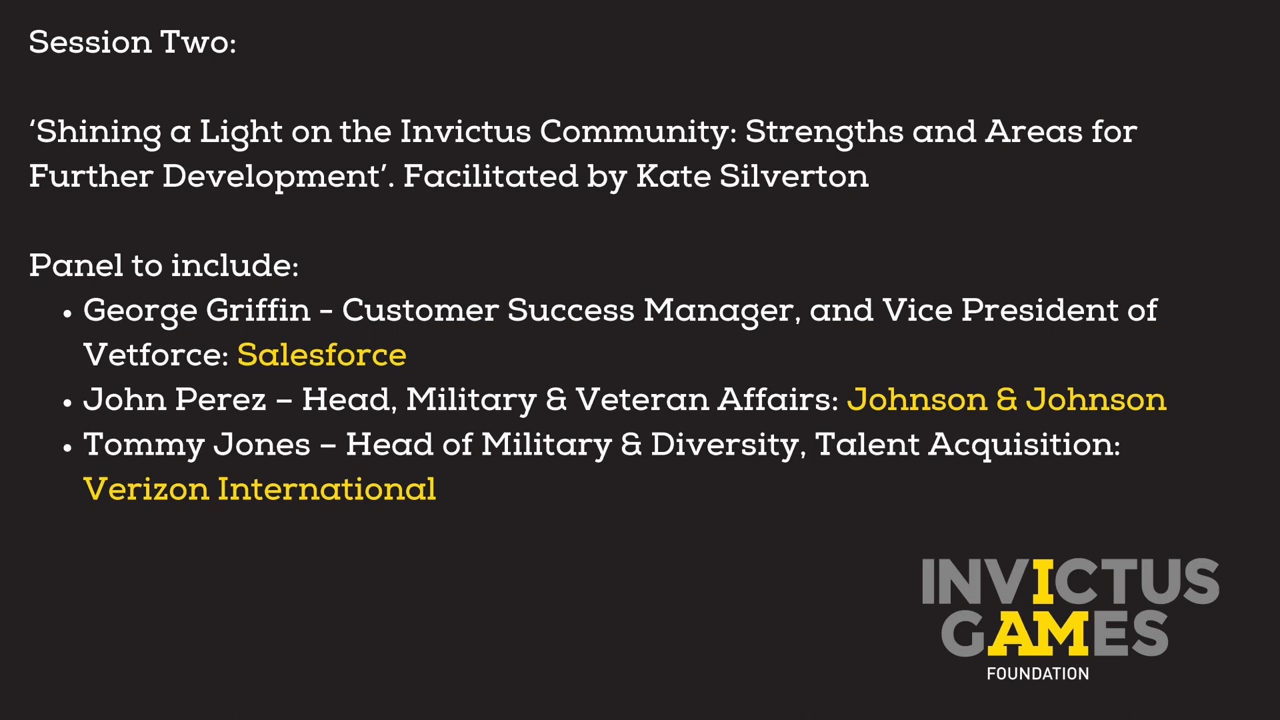 Session Two:
‘Shining a Light on the Invictus Community: Strengths and Areas for
Further Development’. Facilitated by Kate Silverton
Panel to include:
• George Griffin - Customer Success Manager, and Vice President of
Vetforce: Salesforce
• John Perez – Head, Military & Veteran Affairs: Johnson & Johnson
• Tommy Jones – Head of Military & Diversity, Talent Acquisition:
Verizon International
INVICTUS
GAMES
FOUNDATION